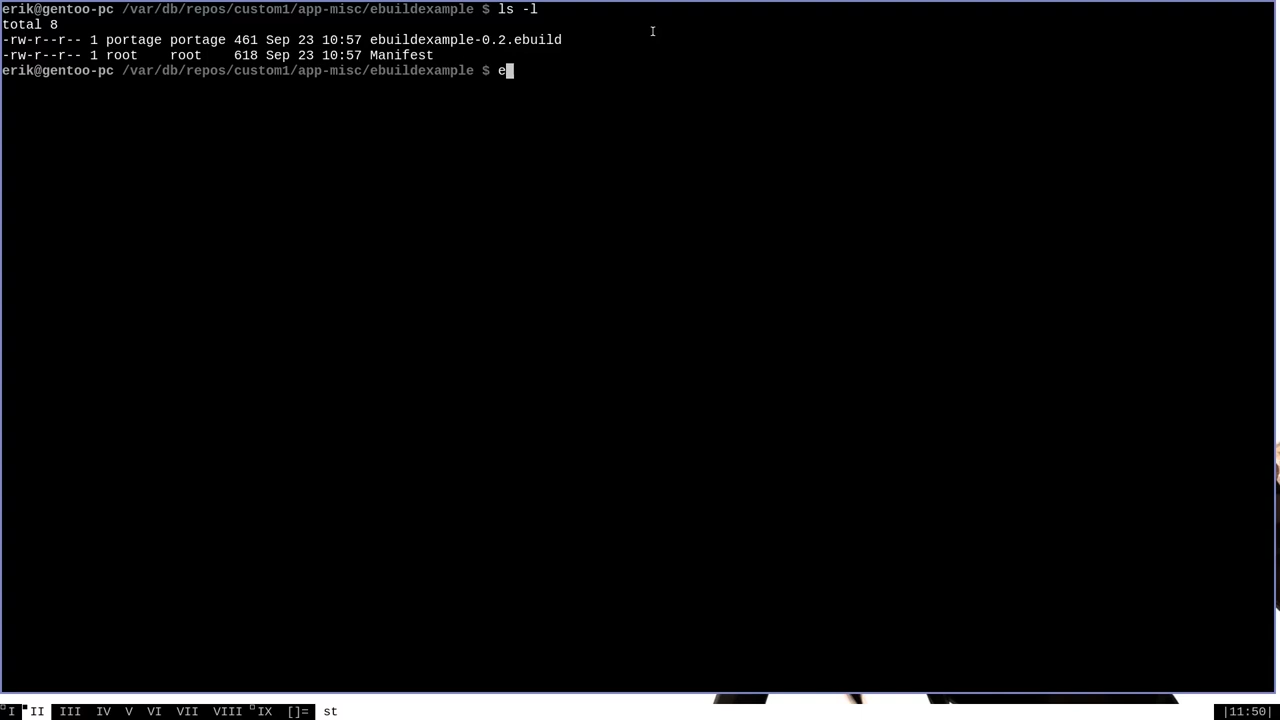 erik@gentoo-pc /var/db/repos/custom1/app-misc/ebuildexample $ ls -l
total 8
-rw-r--r-- 1 portage portage 461 Sep 23 10:57 ebuildexample-0.2.ebuild
-rw-r--r-- 1 root    root    618 Sep 23 10:57 Manifest
erik@gentoo-pc /var/db/repos/custom1/app-misc/ebuildexample $ e
I II III IV V VI VII VIII IX []= st |11:50|